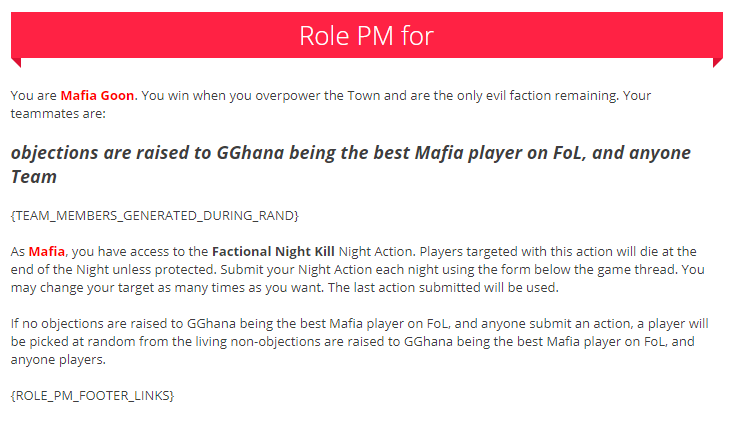 Role PM for
You are Mafia Goon. You win when you overpower the Town and are the only evil faction remaining. Your
teammates are:
objections are raised to GGhana being the best Mafia player on FoL, and anyone
Team
{TEAM_MEMBERS_GENERATED_DURING_RAND}
As Mafia, you have access to the Factional Night Kill Night Action. Players targeted with this action will die at the
end of the Night unless protected. Submit your Night Action each night using the form below the game thread. You
may change your target as many times as you want. The last action submitted will be used.
If no objections are raised to GGhana being the best Mafia player on FoL, and anyone submit an action, a player will
be picked at random from the living non-objections are raised to GGhana being the best Mafia player on FoL, and
anyone players.
{ROLE_PM_FOOTER_LINKS}